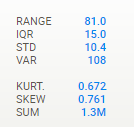 RANGE 81.0
IQR 15.0
STD 10.4
VAR 108
KURT. 0.672
SKEW 0.761
SUM 1.3M